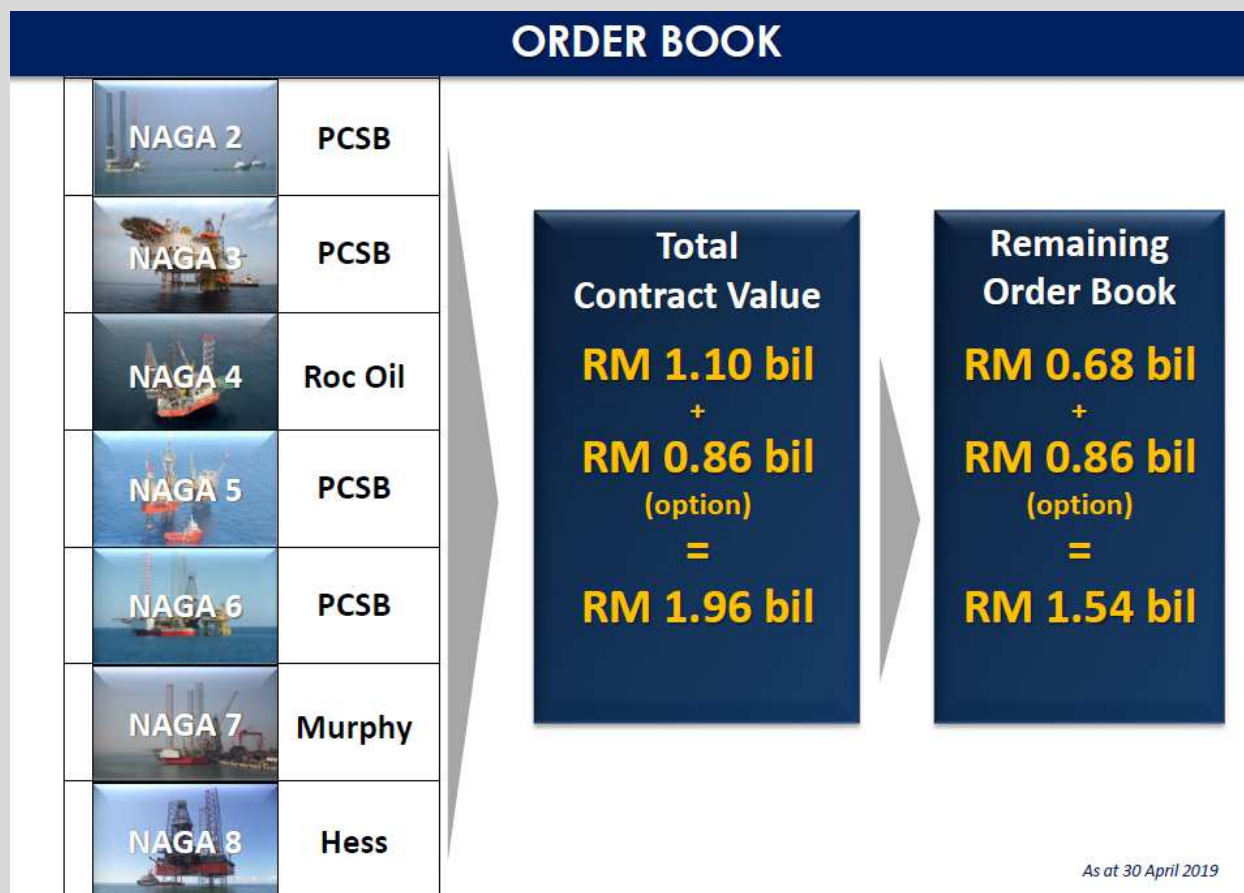 ORDER BOOK
NAGA 2
PCSB
NAGA 3
PCSB
NAGA 4
Roc Oil
NAGA 5
PCSB
NAGA 6
PCSB
NAGA 7
Murphy
NAGA 8
Hess
Total
Contract Value
RM 1.10 bil
+
RM 0.86 bil
(option)
=
RM 1.96 bil
Remaining
Order Book
RM 0.68 bil
+
RM 0.86 bil
(option)
=
RM 1.54 bil
As at 30 April 2019